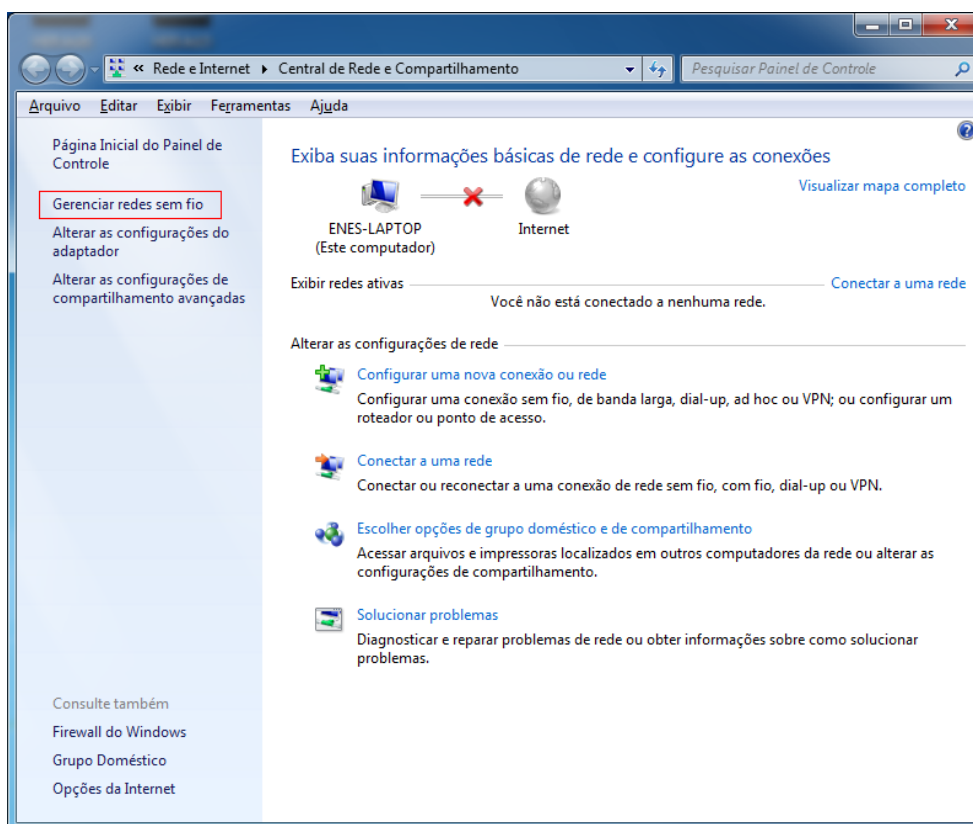 « Rede e Internet ▸ Central de Rede e Compartilhamento
Pesquisar Painel de Controle
Arquivo Editar Exibir Ferramentas Ajuda
Página Inicial do Painel de
Controle
Gerenciar redes sem fio
Alterar as configurações do
adaptador
Alterar as configurações de
compartilhamento avançadas
Exiba suas informações básicas de rede e configure as conexões
Visualizar mapa completo
ENES-LAPTOP
(Este computador)
Internet
Exibir redes ativas
Conectar a uma rede
Você não está conectado a nenhuma rede.
Alterar as configurações de rede
Configurar uma nova conexão ou rede
Configurar uma conexão sem fio, de banda larga, dial-up, ad hoc ou VPN; ou configurar um
roteador ou ponto de acesso.
Conectar a uma rede
Conectar ou reconectar a uma conexão de rede sem fio, com fio, dial-up ou VPN.
Escolher opções de grupo doméstico e de compartilhamento
Acessar arquivos e impressoras localizados em outros computadores da rede ou alterar as
configurações de compartilhamento.
Solucionar problemas
Diagnosticar e reparar problemas de rede ou obter informações sobre como solucionar
problemas.
Consulte também
Firewall do Windows
Grupo Doméstico
Opções da Internet